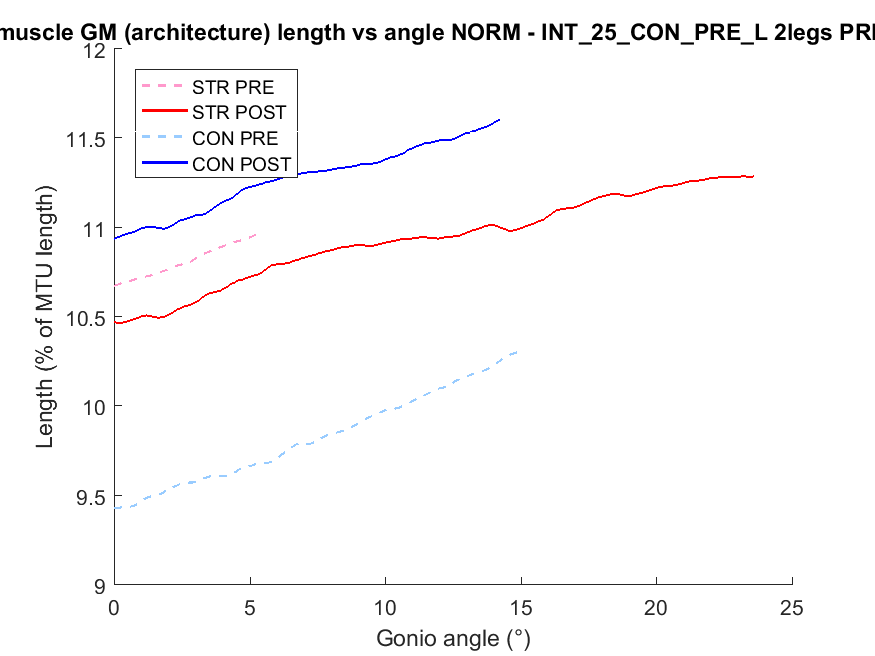 muscle GM (architecture) length vs angle NORM - INT_25_CON_PRE_L 2legs PRE
12
11.5
11
10.5
10
9.5
9
STR PRE
STR POST
CON PRE
CON POST
Length (% of MTU length)
0
5
10
15
20
25
Gonio angle (°)